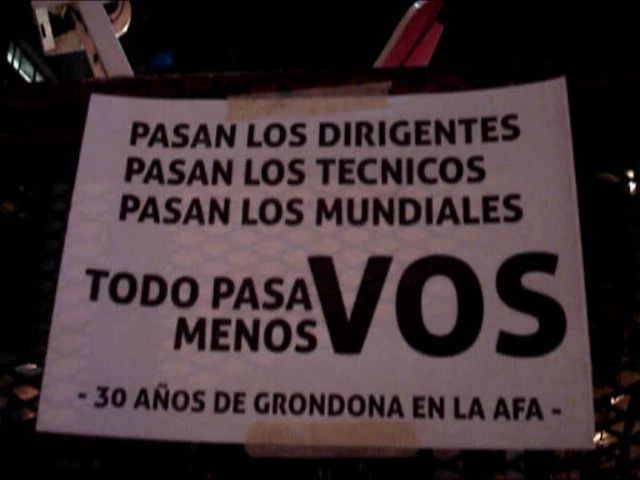 PASAN LOS DIRIGENTES
PASAN LOS TECNICOS
PASAN LOS MUNDIALES
TODO PASA
MENOS VOS
- 30 AÑOS DE GRONDONA EN LA AFA -